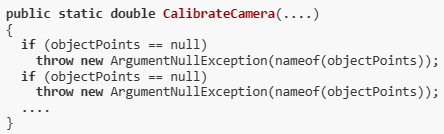 public static double CalibrateCamera(....)
{
  if (objectPoints == null)
    throw new ArgumentNullException(nameof(objectPoints));
  if (objectPoints == null)
    throw new ArgumentNullException(nameof(objectPoints));
  ....
}